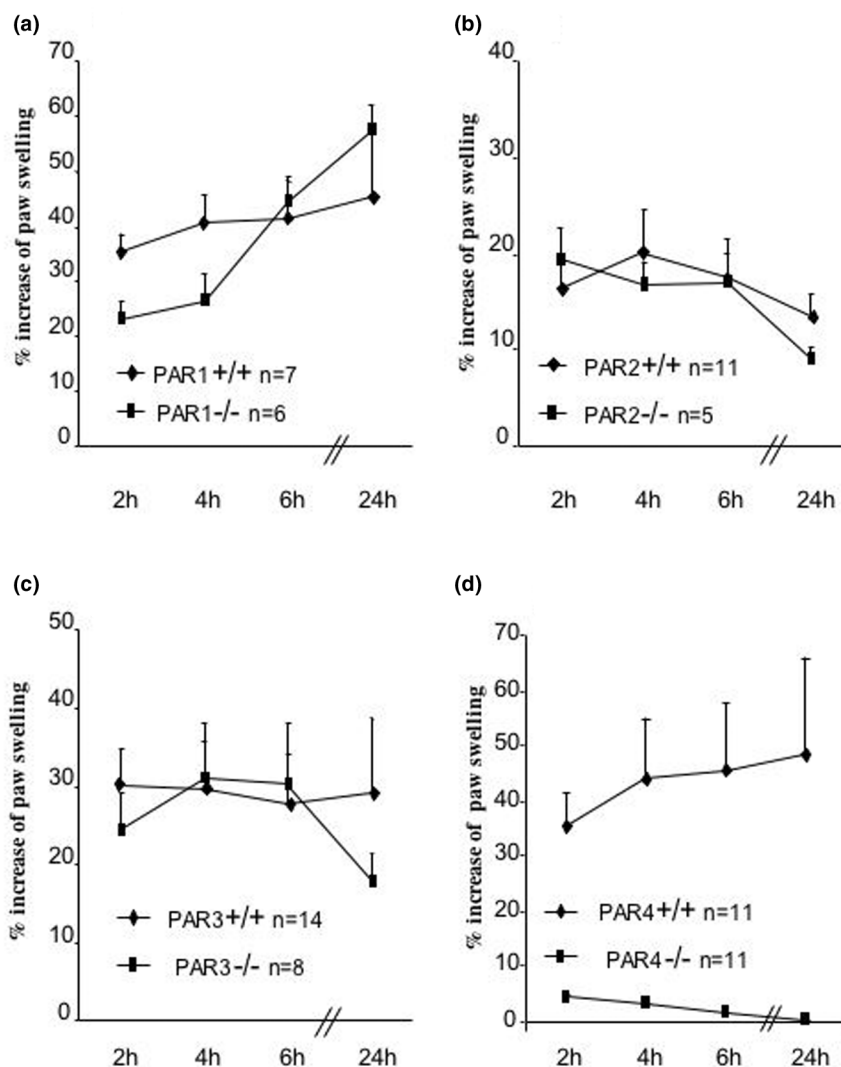 (a)
% increase of paw swelling
70
60
50
40
30
20
10
0
PAR1+/+ n=7
PAR1-/- n=6
2h 4h 6h 24h
(b)
% increase of paw swelling
40
30
20
10
0
PAR2+/+ n=11
PAR2-/- n=5
2h 4h 6h 24h
(c)
% increase of paw swelling
50
40
30
20
10
0
PAR3+/+ n=14
PAR3-/- n=8
2h 4h 6h 24h
(d)
% increase of paw swelling
70
60
50
40
30
20
10
0
PAR4+/+ n=11
PAR4-/- n=11
2h 4h 6h 24h